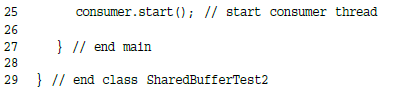 25 consumer.start(); // start consumer thread
26
27 } // end main
28
29 } // end class SharedBufferTest2